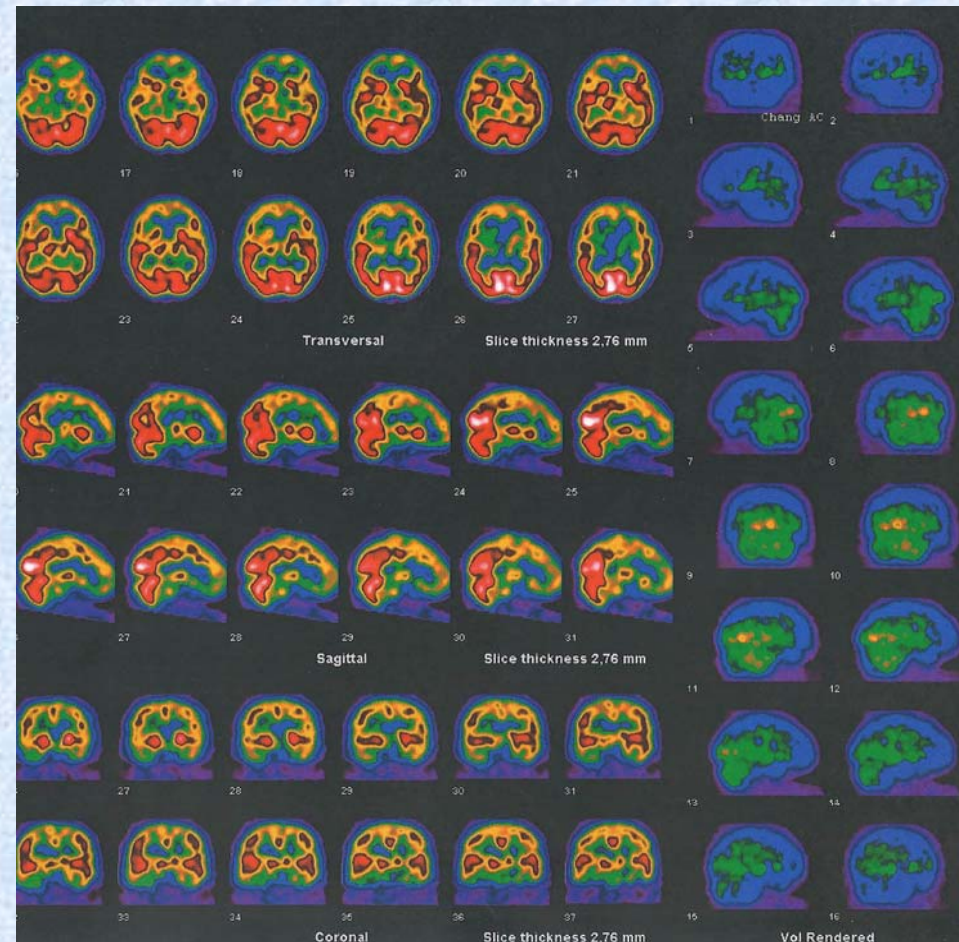 17 18 19 20 21
23 24 25 26 27
Transversal Slice thickness 2,76 mm
21 22 23 24 25
27 28 29 30 31
Sagittal Slice thickness 2,76 mm
27 28 29 30 31
33 34 35 36 37
Coronal Slice thickness 2,76 mm
1 Chang AC 2
3 4
5 6
7 8
9 10
11 12
13 14
15 16
Vol Rendered